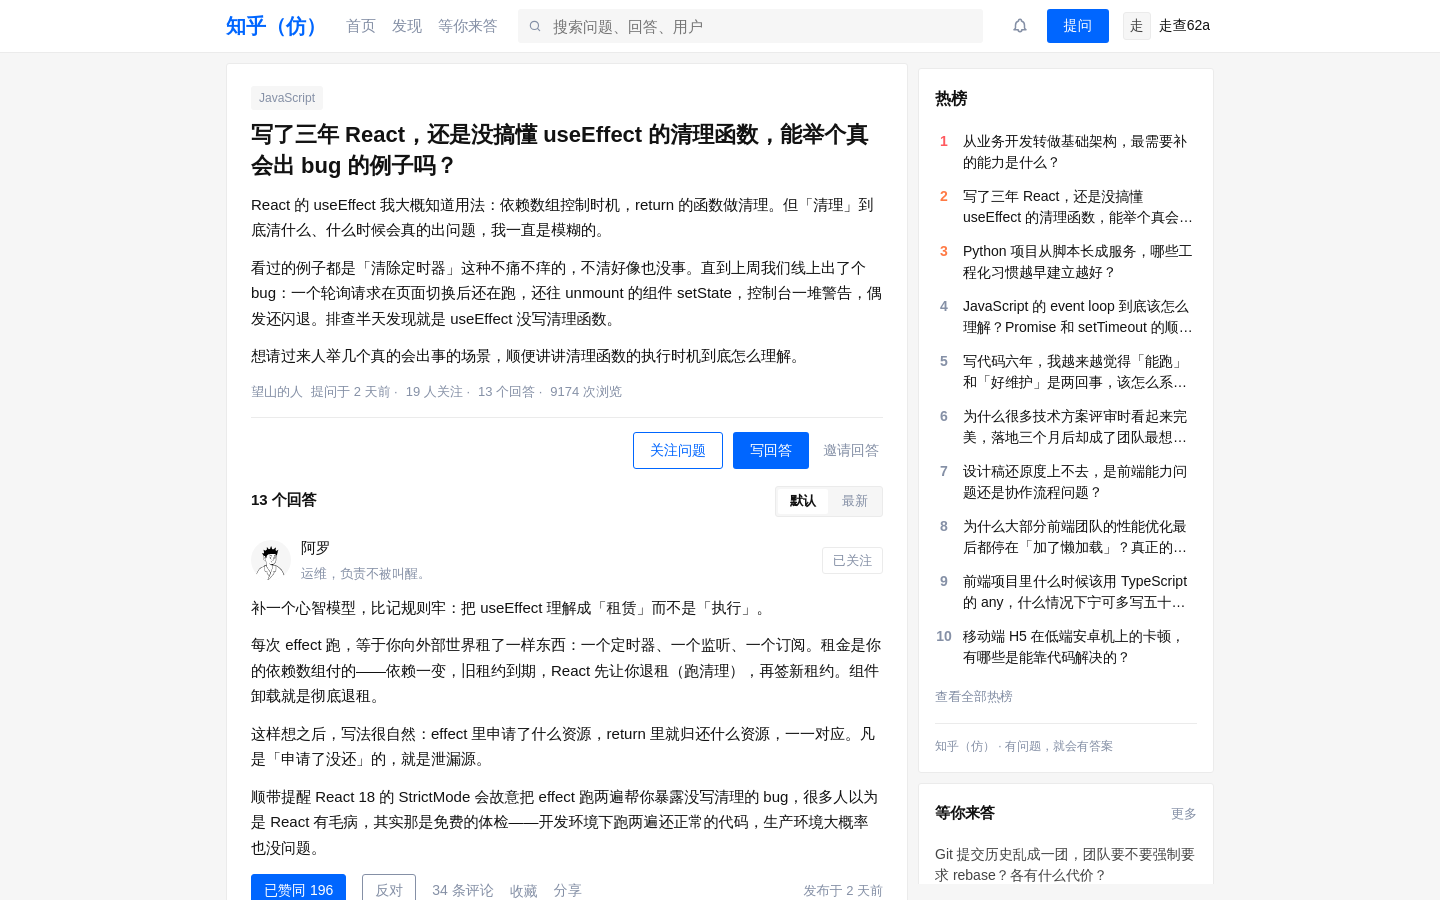 知乎（仿）
首页
发现
等你来答
搜索问题、回答、用户
提问
走
走查62a
JavaScript
写了三年 React，还是没搞懂 useEffect 的清理函数，能举个真
会出 bug 的例子吗？
React 的 useEffect 我大概知道用法：依赖数组控制时机，return 的函数做清理。但「清理」到
底清什么、什么时候会真的出问题，我一直是模糊的。
看过的例子都是「清除定时器」这种不痛不痒的，不清好像也没事。直到上周我们线上出了个
bug：一个轮询请求在页面切换后还在跑，还往 unmount 的组件 setState，控制台一堆警告，偶
发还闪退。排查半天发现就是 useEffect 没写清理函数。
想请过来人举几个真的会出事的场景，顺便讲讲清理函数的执行时机到底怎么理解。
望山的人 提问于 2 天前 · 19 人关注 · 13 个回答 · 9174 次浏览
关注问题
写回答
邀请回答
13 个回答
默认
最新
阿罗
运维，负责不被叫醒。
已关注
补一个心智模型，比记规则牢：把 useEffect 理解成「租赁」而不是「执行」。
每次 effect 跑，等于你向外部世界租了一样东西：一个定时器、一个监听、一个订阅。租金是你
的依赖数组付的——依赖一变，旧租约到期，React 先让你退租（跑清理），再签新租约。组件
卸载就是彻底退租。
这样想之后，写法很自然：effect 里申请了什么资源，return 里就归还什么资源，一一对应。凡
是「申请了没还」的，就是泄漏源。
顺带提醒 React 18 的 StrictMode 会故意把 effect 跑两遍帮你暴露没写清理的 bug，很多人以为
是 React 有毛病，其实那是免费的体检——开发环境下跑两遍还正常的代码，生产环境大概率
也没问题。
已赞同 196
反对
34 条评论
收藏
分享
发布于 2 天前
热榜
1 从业务开发转做基础架构，最需要补
的能力是什么？
2 写了三年 React，还是没搞懂
useEffect 的清理函数，能举个真会…
3 Python 项目从脚本长成服务，哪些工
程化习惯越早建立越好？
4 JavaScript 的 event loop 到底该怎么
理解？Promise 和 setTimeout 的顺…
5 写代码六年，我越来越觉得「能跑」
和「好维护」是两回事，该怎么系…
6 为什么很多技术方案评审时看起来完
美，落地三个月后却成了团队最想…
7 设计稿还原度上不去，是前端能力问
题还是协作流程问题？
8 为什么大部分前端团队的性能优化最
后都停在「加了懒加载」？真正的…
9 前端项目里什么时候该用 TypeScript
的 any，什么情况下宁可多写五十…
10 移动端 H5 在低端安卓机上的卡顿，
有哪些是能靠代码解决的？
查看全部热榜
知乎（仿） · 有问题，就会有答案
等你来答
更多
Git 提交历史乱成一团，团队要不要强制要
求 rebase？各有什么代价？